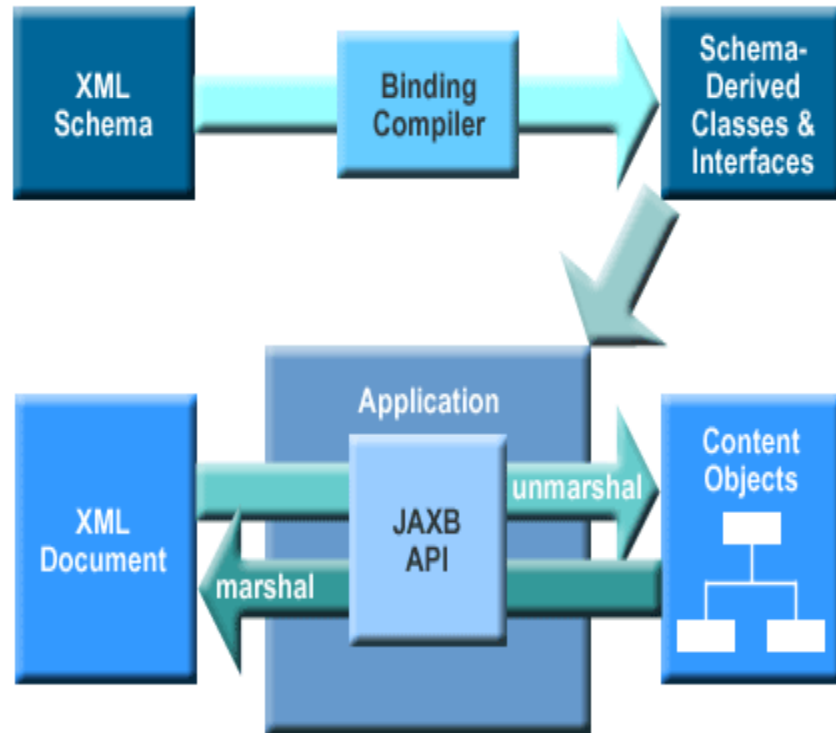 XML
Schema
Binding
Compiler
Schema-
Derived
Classes &
Interfaces
Application
XML
Document
JAXB
API
unmarshal
marshal
Content
Objects